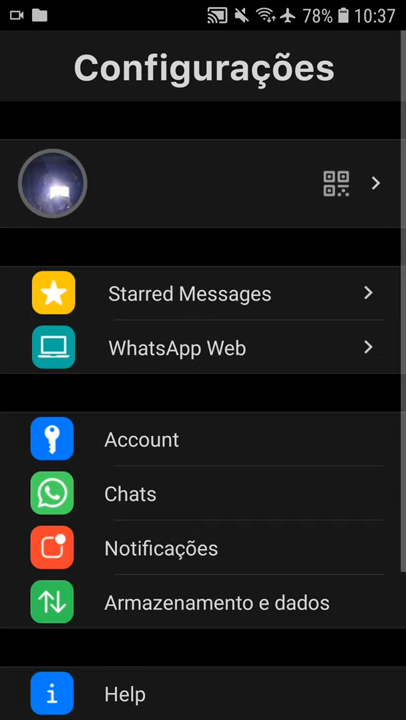 78% 10:37
Configurações
Starred Messages
WhatsApp Web
Account
Chats
Notificações
Armazenamento e dados
Help